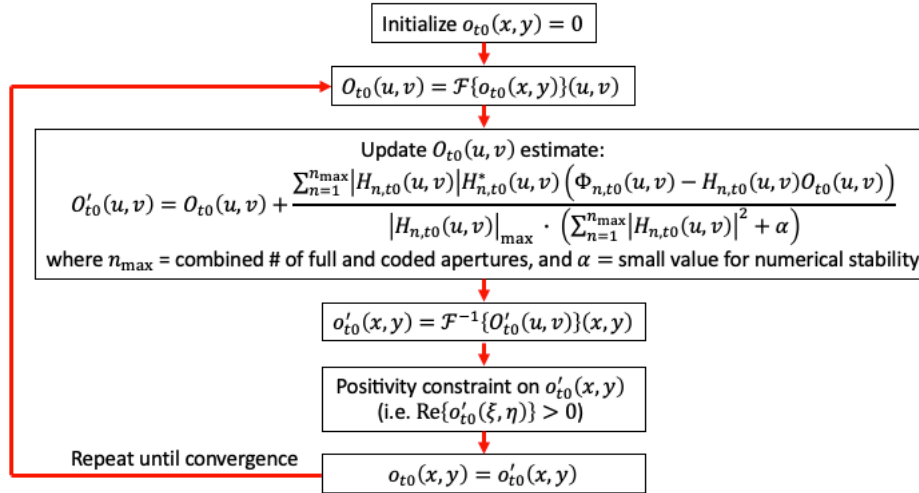 Initialize o_{t0}(x, y) = 0
O_{t0}(u, v) = ℱ{o_{t0}(x, y)}(u, v)
Update O_{t0}(u, v) estimate:
O'_{t0}(u, v) = O_{t0}(u, v) + \frac{\sum_{n=1}^{n_{max}} |H_{n,t0}(u, v)| H^*_{n,t0}(u, v) (Φ_{n,t0}(u, v) − H_{n,t0}(u, v)O_{t0}(u, v))}{|H_{n,t0}(u, v)|_{max} · (\sum_{n=1}^{n_{max}} |H_{n,t0}(u, v)|^2 + α)}
where n_{max} = combined # of full and coded apertures, and α = small value for numerical stability
o'_{t0}(x, y) = ℱ^{-1}{O'_{t0}(u, v)}(x, y)
Positivity constraint on o'_{t0}(x, y)
(i.e. Re{o'_{t0}(ξ, η)} > 0)
Repeat until convergence
o_{t0}(x, y) = o'_{t0}(x, y)